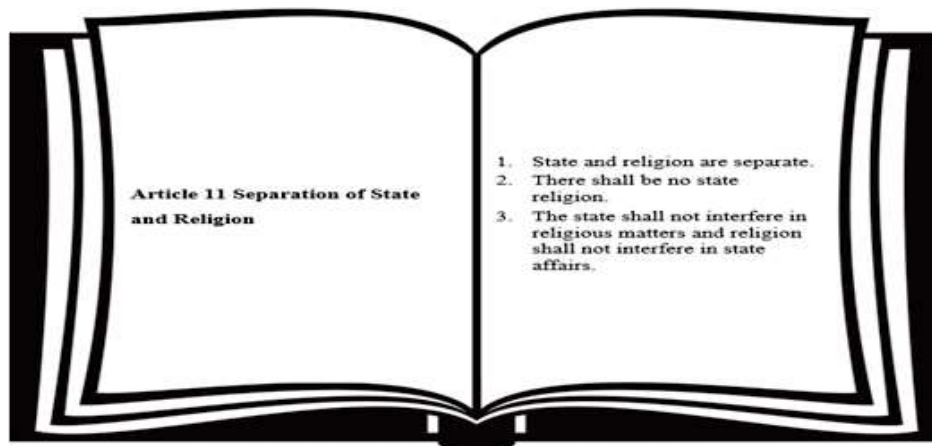 Article 11 Separation of State
and Religion
1. State and religion are separate.
2. There shall be no state
religion.
3. The state shall not interfere in
religious matters and religion
shall not interfere in state
affairs.